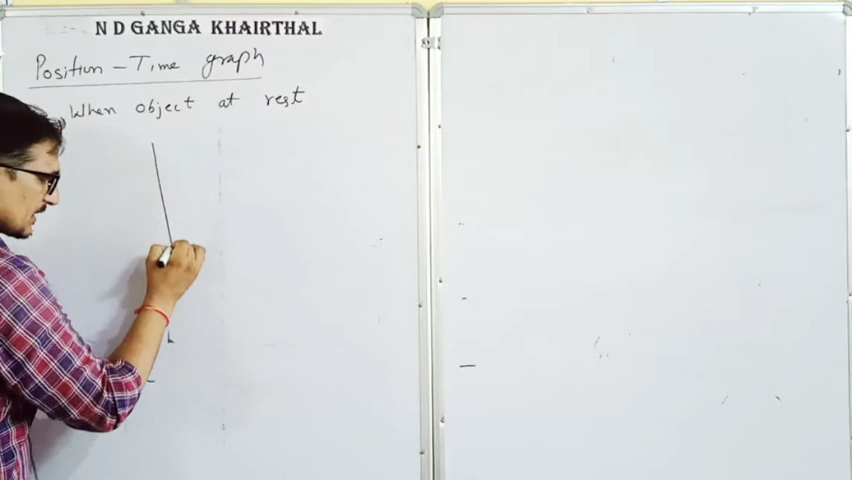 N D GANGA KHAIRTHAL
Position - Time graph
When object at rest